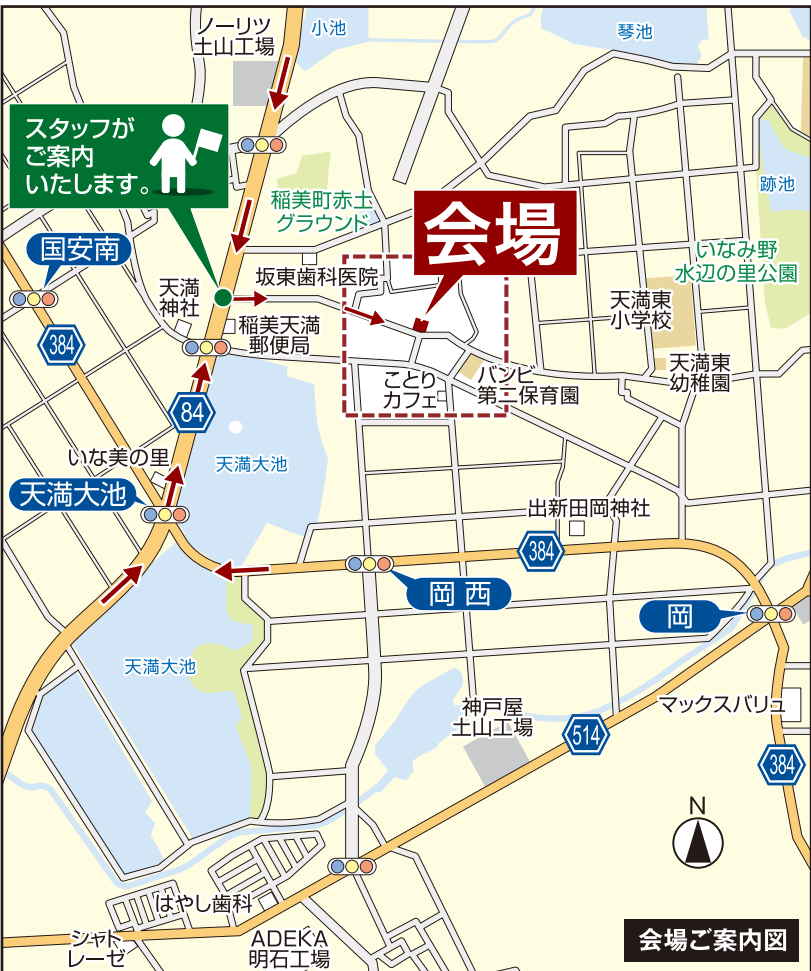 ノーリツ
土山工場
小池
琴池
スタッフが
ご案内
いたします。
稲美町赤土
グラウンド
跡池
会場
国安南
坂東歯科医院
いなみ野
水辺の里公園
天満
神社
天満東
小学校
稲美天満
郵便局
384
天満東
幼稚園
ことり
カフェ
バンビ
第二保育園
84
いな美の里
天満大池
天満大池
出新田岡神社
384
岡西
岡
天満大池
神戸屋
土山工場
マックスバリュ
514
384
N
はやし歯科
シャト
レーゼ
ADEKA
明石工場
会場ご案内図